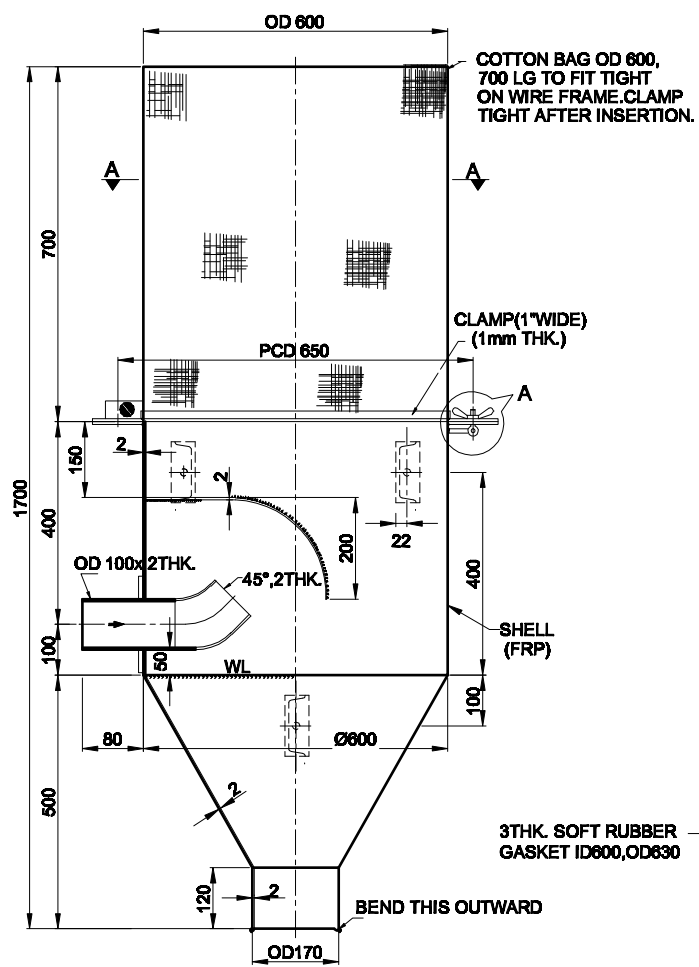 OD 600
COTTON BAG OD 600,
700 LG TO FIT TIGHT
ON WIRE FRAME.CLAMP
TIGHT AFTER INSERTION.
A
A
700
CLAMP(1"WIDE)
(1mm THK.)
PCD 650
A
2
150
2
1700
400
200
22
400
OD 100x 2THK.
45°,2THK.
SHELL
(FRP)
100
50
WL
100
80
Ø600
500
2
3THK. SOFT RUBBER
GASKET ID600,OD630
120
2
BEND THIS OUTWARD
OD170